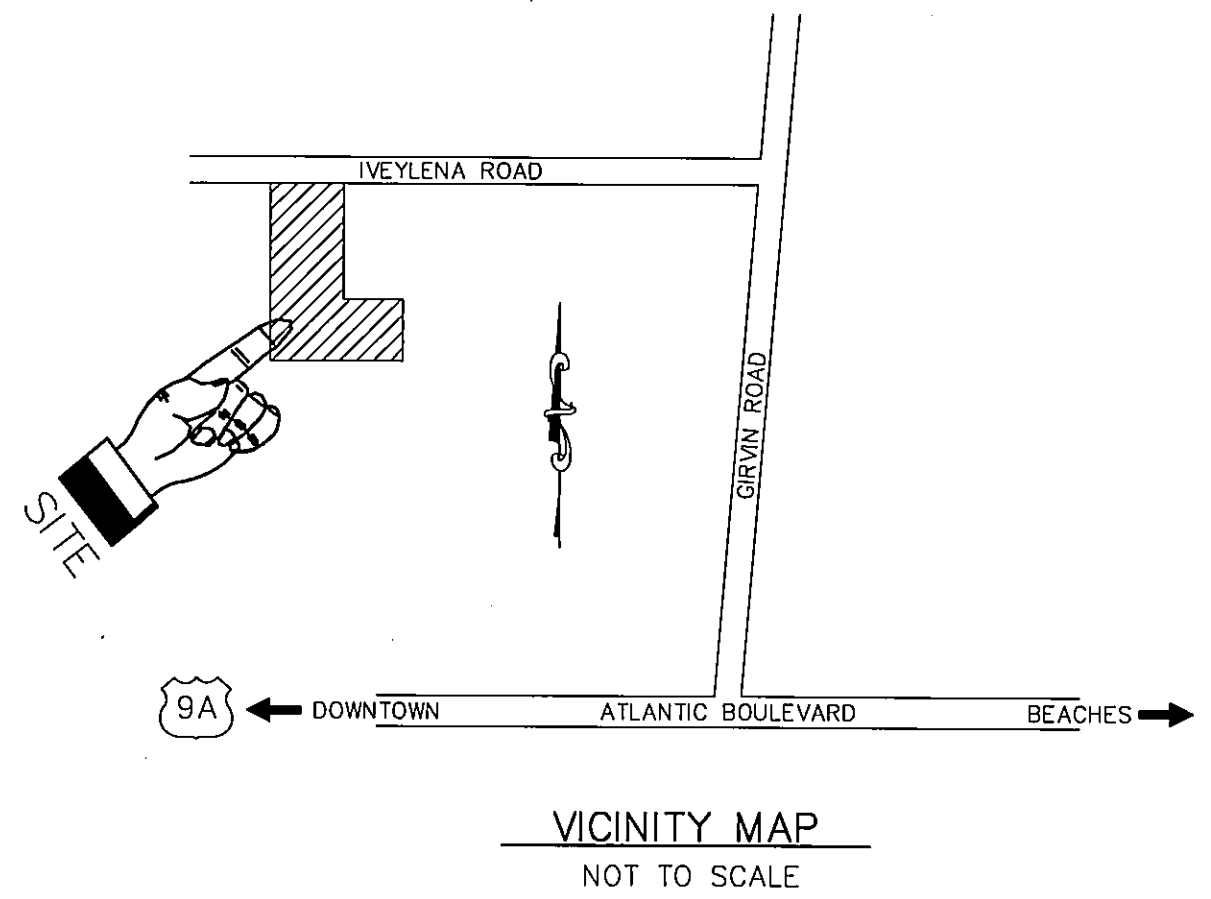 IVEYLENA ROAD
GIRVIN ROAD
SITE
9A
DOWNTOWN
ATLANTIC BOULEVARD
BEACHES
VICINITY MAP
NOT TO SCALE